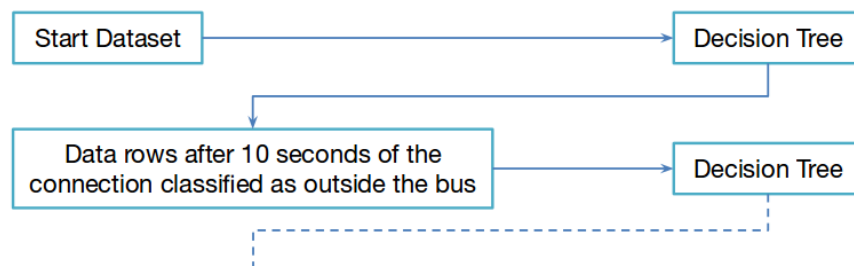 Start Dataset
Decision Tree
Data rows after 10 seconds of the
connection classified as outside the bus
Decision Tree